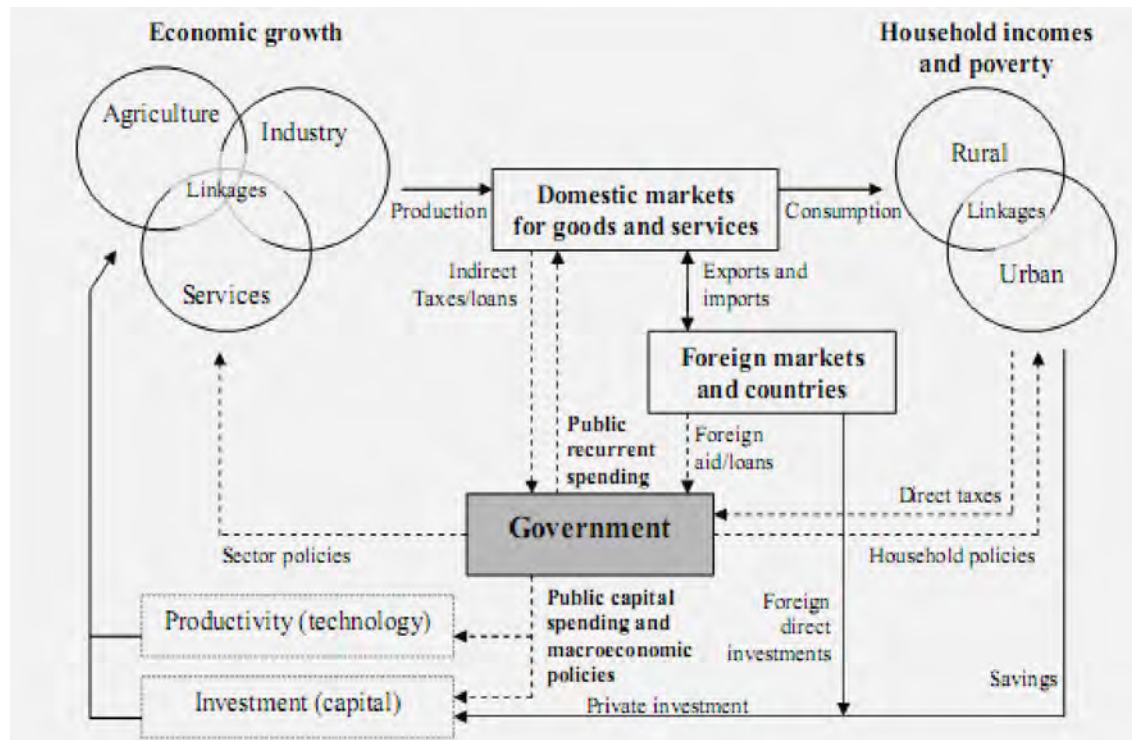 Economic growth
Household incomes
and poverty
Agriculture
Industry
Linkages
Services
Production
Domestic markets
for goods and services
Consumption
Rural
Linkages
Urban
Indirect
Taxes/loans
Exports and
imports
Foreign markets
and countries
Public
recurrent
spending
Foreign
aid/loans
Government
Direct taxes
Sector policies
Household policies
Productivity (technology)
Public capital
spending and
macroeconomic
policies
Foreign
direct
investments
Investment (capital)
Private investment
Savings